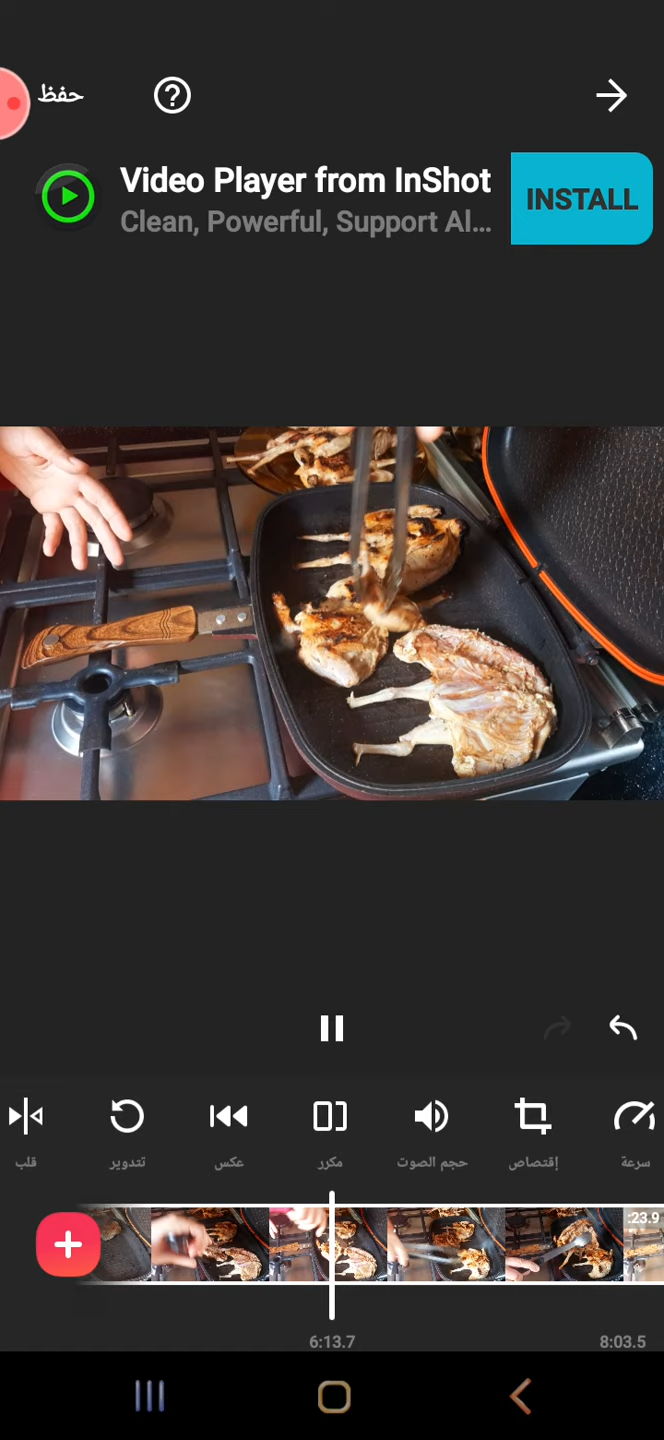 حفظ
Video Player from InShot
Clean, Powerful, Support Al...
INSTALL
سرعة
إقتصاص
حجم الصوت
مكرر
عكس
تتدوير
قلب
:23.9
6:13.7
8:03.5